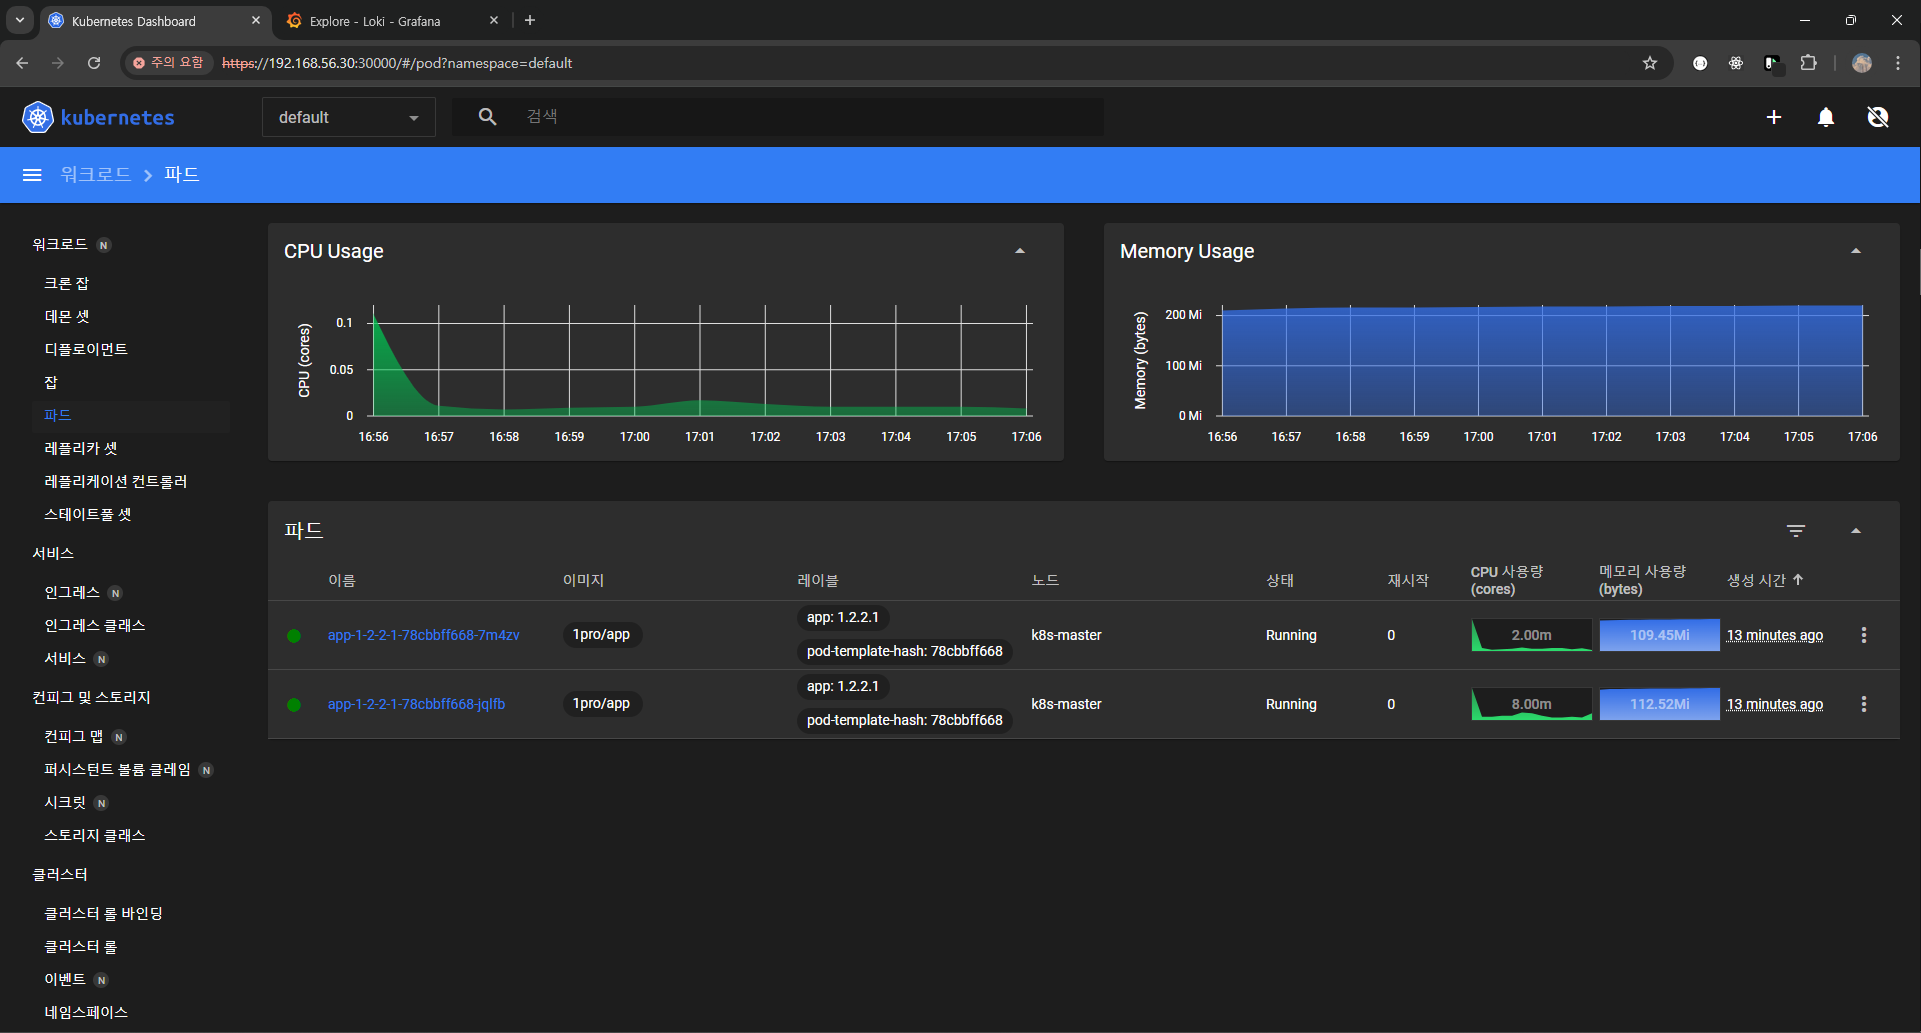 Kubernetes Dashboard
Explore - Loki - Grafana
주의 요함
https://192.168.56.30:30000/#/pod?namespace=default
kubernetes
default
검색
워크로드 > 파드
워크로드 N
크론 잡
데몬 셋
디플로이먼트
잡
파드
레플리카 셋
레플리케이션 컨트롤러
스테이트풀 셋
서비스
인그레스 N
인그레스 클래스
서비스 N
컨피그 및 스토리지
컨피그 맵 N
퍼시스턴트 볼륨 클레임 N
시크릿 N
스토리지 클래스
클러스터
클러스터 롤 바인딩
클러스터 롤
이벤트 N
네임스페이스
CPU Usage
CPU (cores)
0.1
0.05
0
16:56 16:57 16:58 16:59 17:00 17:01 17:02 17:03 17:04 17:05 17:06
Memory Usage
Memory (bytes)
200 Mi
100 Mi
0 Mi
16:56 16:57 16:58 16:59 17:00 17:01 17:02 17:03 17:04 17:05 17:06
파드
이름 이미지 레이블 노드 상태 재시작 CPU 사용량 (cores) 메모리 사용량 (bytes) 생성 시간
app-1-2-2-1-78cbbff668-7m4zv 1pro/app app: 1.2.2.1 pod-template-hash: 78cbbff668 k8s-master Running 0 2.00m 109.45Mi 13 minutes ago
app-1-2-2-1-78cbbff668-jqlfb 1pro/app app: 1.2.2.1 pod-template-hash: 78cbbff668 k8s-master Running 0 8.00m 112.52Mi 13 minutes ago